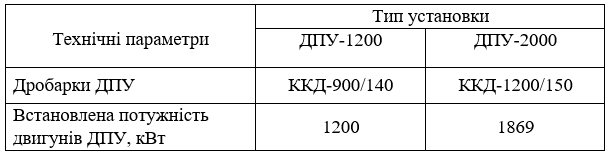 Технічні параметри
Тип установки
ДПУ-1200
ДПУ-2000
Дробарки ДПУ
ККД-900/140
ККД-1200/150
Встановлена потужність
двигунів ДПУ, кВт
1200
1869